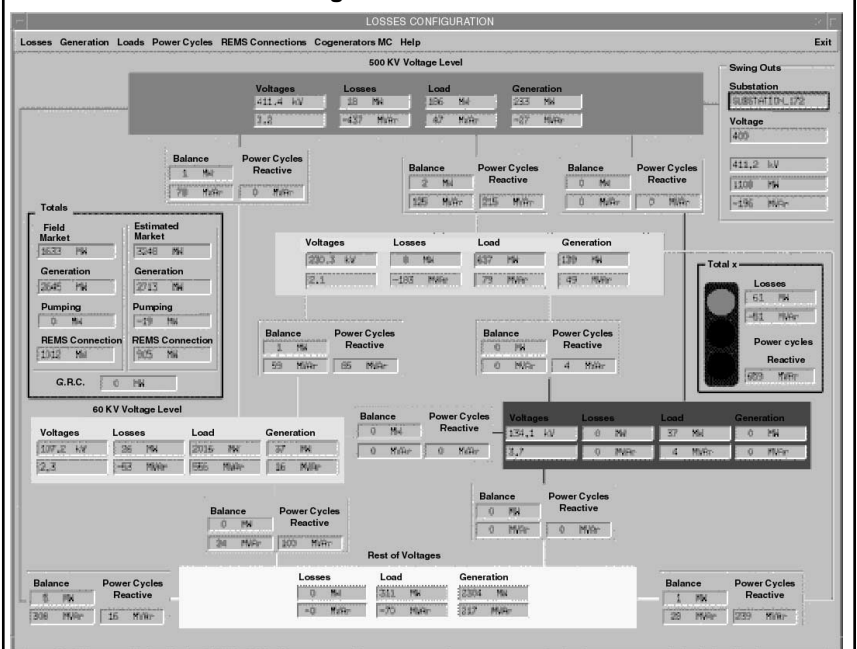 LOSSES CONFIGURATION
Losses Generation Loads Power Cycles REMS Connections Cogenerators MC Help Exit
500 KV Voltage Level
Voltages Losses Load Generation
411.4 kV 18 MW 186 MW 233 MW
3.2 -437 MVAr 47 MVAr -27 MVAr
Swing Outs
Substation
SUBSTATION_172
Voltage
400
411,2 kV
1108 MW
-196 MVAr
Balance Power Cycles Reactive
1 MW
78 MVAr 0 MVAr
Balance Power Cycles Reactive
2 MW
125 MVAr 215 MVAr
Balance Power Cycles Reactive
0 MW
0 MVAr 0 MVAr
Totals
Field Market Estimated Market
1633 MW 3248 MW
Generation Generation
2645 MW 2713 MW
Pumping Pumping
0 MW -19 MW
REMS Connection REMS Connection
1012 MW 905 MW
G.R.C. 0 MW
Voltages Losses Load Generation
230.3 kV 8 MW 637 MW 139 MW
2.1 -183 MVAr 79 MVAr 49 MVAr
Total x
Losses
61 MW
MVAr
Power cycles
Reactive
MVAr
Balance Power Cycles Reactive
1 MW
59 MVAr 85 MVAr
Balance Power Cycles Reactive
0 MW
0 MVAr 4 MVAr
60 KV Voltage Level
Voltages Losses Load Generation
107.2 kV 36 MW 2016 MW 37 MW
2.3 MVAr MVAr 16 MVAr
Balance Power Cycles Reactive
0 MW
0 MVAr 0 MVAr
Voltages Losses Load Generation
134,1 kV 0 MW 37 MW 0 MW
3.7 0 MVAr 4 MVAr 0 MVAr
Balance Power Cycles Reactive
0 MW
34 MVAr 100 MVAr
Balance Power Cycles Reactive
0 MW
0 MVAr 0 MVAr
Rest of Voltages
Losses Load Generation
0 MW 311 MW 2304 MW
-0 MVAr -70 MVAr 317 MVAr
Balance Power Cycles Reactive
MW
308 MVAr 16 MVAr
Balance Power Cycles Reactive
1 MW
29 MVAr 239 MVAr